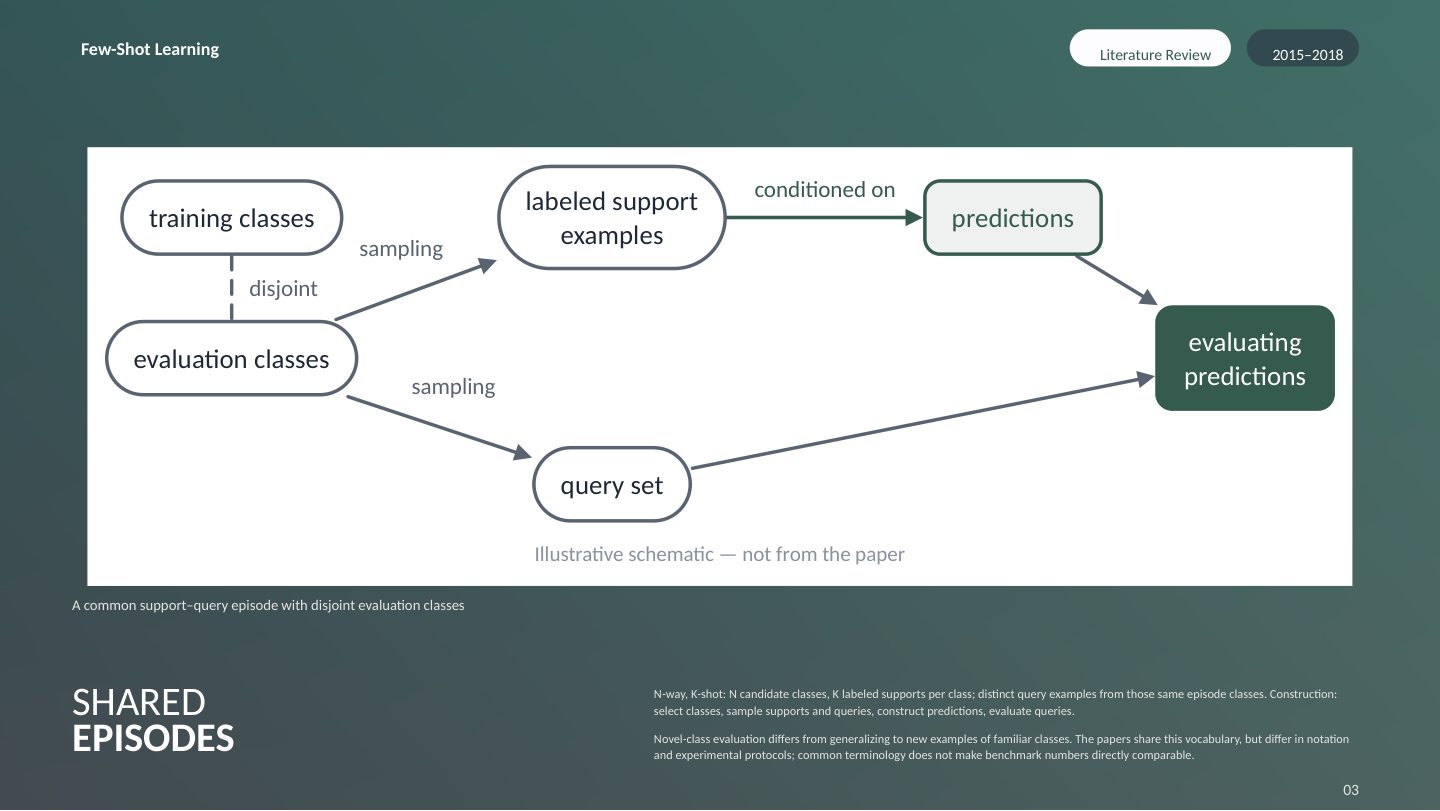 Few-Shot Learning
Literature Review
2015–2018
training classes
labeled support
examples
conditioned on
predictions
sampling
disjoint
evaluation classes
evaluating
predictions
sampling
query set
Illustrative schematic — not from the paper
A common support–query episode with disjoint evaluation classes
SHARED
EPISODES
N-way, K-shot: N candidate classes, K labeled supports per class; distinct query examples from those same episode classes. Construction:
select classes, sample supports and queries, construct predictions, evaluate queries.
Novel-class evaluation differs from generalizing to new examples of familiar classes. The papers share this vocabulary, but differ in notation
and experimental protocols; common terminology does not make benchmark numbers directly comparable.
03